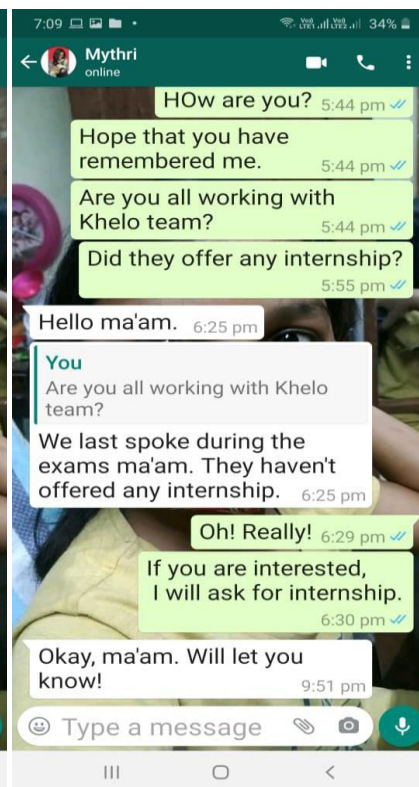 7:09
34%
Mythri
online
HOw are you? 5:44 pm
Hope that you have
remembered me. 5:44 pm
Are you all working with
Khelo team? 5:44 pm
Did they offer any internship?
5:55 pm
Hello ma'am. 6:25 pm
You
Are you all working with Khelo
team?
We last spoke during the
exams ma'am. They haven't
offered any internship. 6:25 pm
Oh! Really! 6:29 pm
If you are interested,
I will ask for internship.
6:30 pm
Okay, ma'am. Will let you
know! 9:51 pm
Type a message